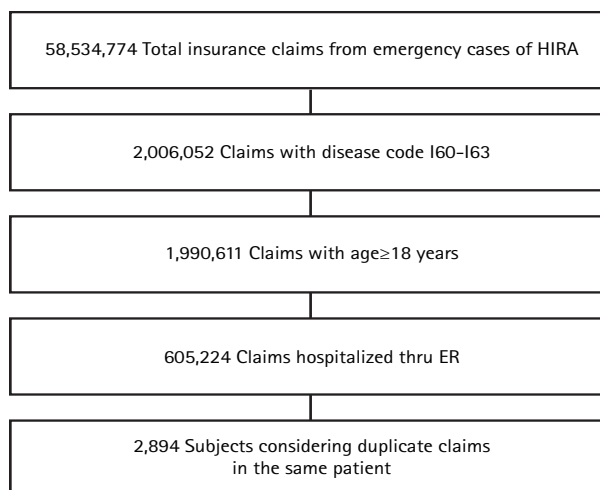 58,534,774 Total insurance claims from emergency cases of HIRA
2,006,052 Claims with disease code I60-I63
1,990,611 Claims with age≥18 years
605,224 Claims hospitalized thru ER
2,894 Subjects considering duplicate claims
in the same patient